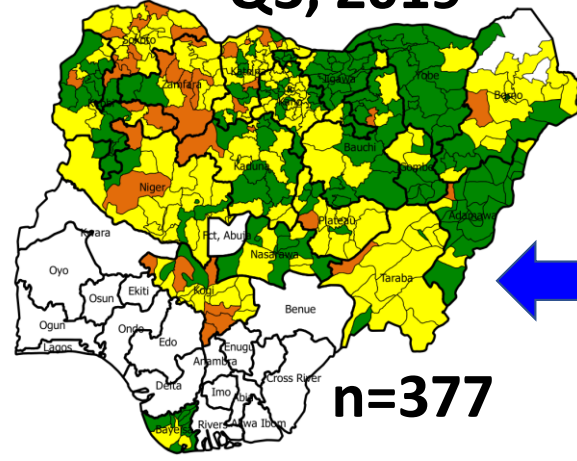 Q3, 2019
Sokoto
Zamfara
Katsina
Kano
Jigawa
Yobe
Borno
Kebbi
Bauchi
Kaduna
Gombe
Niger
Adamawa
Plateau
Fct, Abuja
Kwara
Nasarawa
Taraba
Oyo
Kogi
Ekiti
Osun
Benue
Ogun
Ondo
Edo
Enugu
Lagos
Anambra
Delta
Imo
Abia
Cross River
n=377
Bayelsa
Rivers
Akwa Ibom